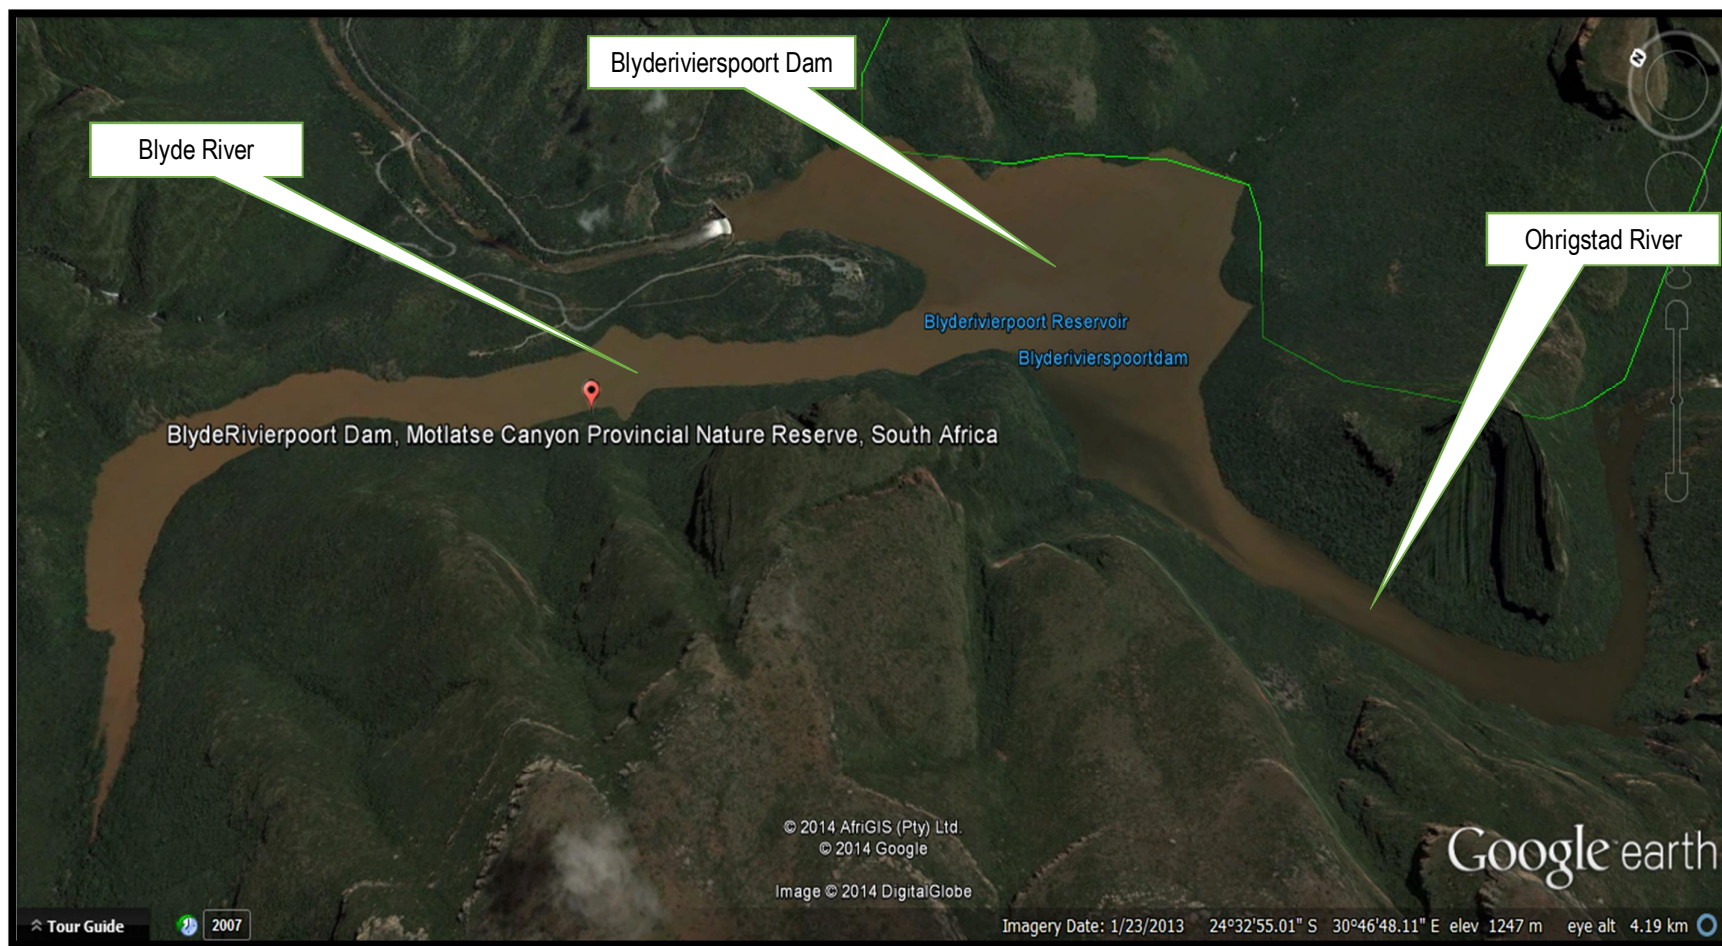 Blyderivierspoort Dam
N
Blyde River
Ohrigstad River
Blyderivierpoort Reservoir
Blyderivierspoortdam
BlydeRivierpoort Dam, Motlatse Canyon Provincial Nature Reserve, South Africa
© 2014 AfriGIS (Pty) Ltd.
© 2014 Google
Image © 2014 DigitalGlobe
Google earth
Tour Guide
2007
Imagery Date: 1/23/2013 24°32'55.01" S 30°46'48.11" E elev 1247 m eye alt 4.19 km